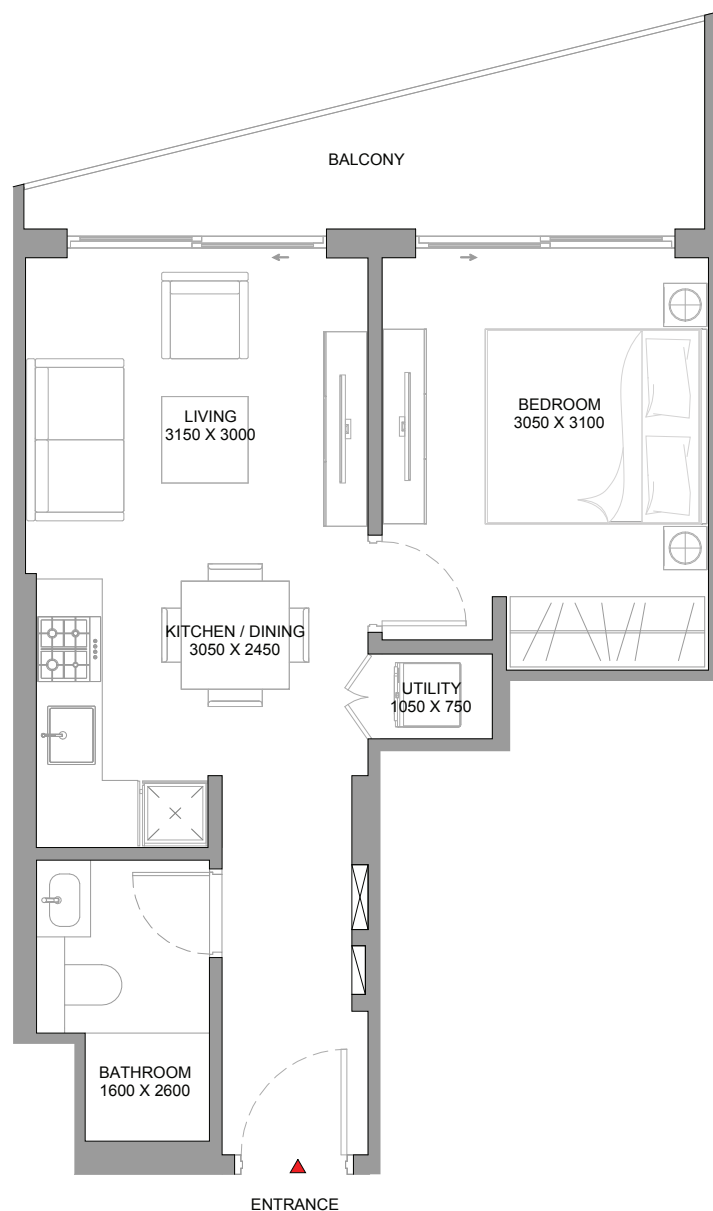 BALCONY
LIVING
3150 X 3000
BEDROOM
3050 X 3100
KITCHEN / DINING
3050 X 2450
UTILITY
1050 X 750
BATHROOM
1600 X 2600
ENTRANCE